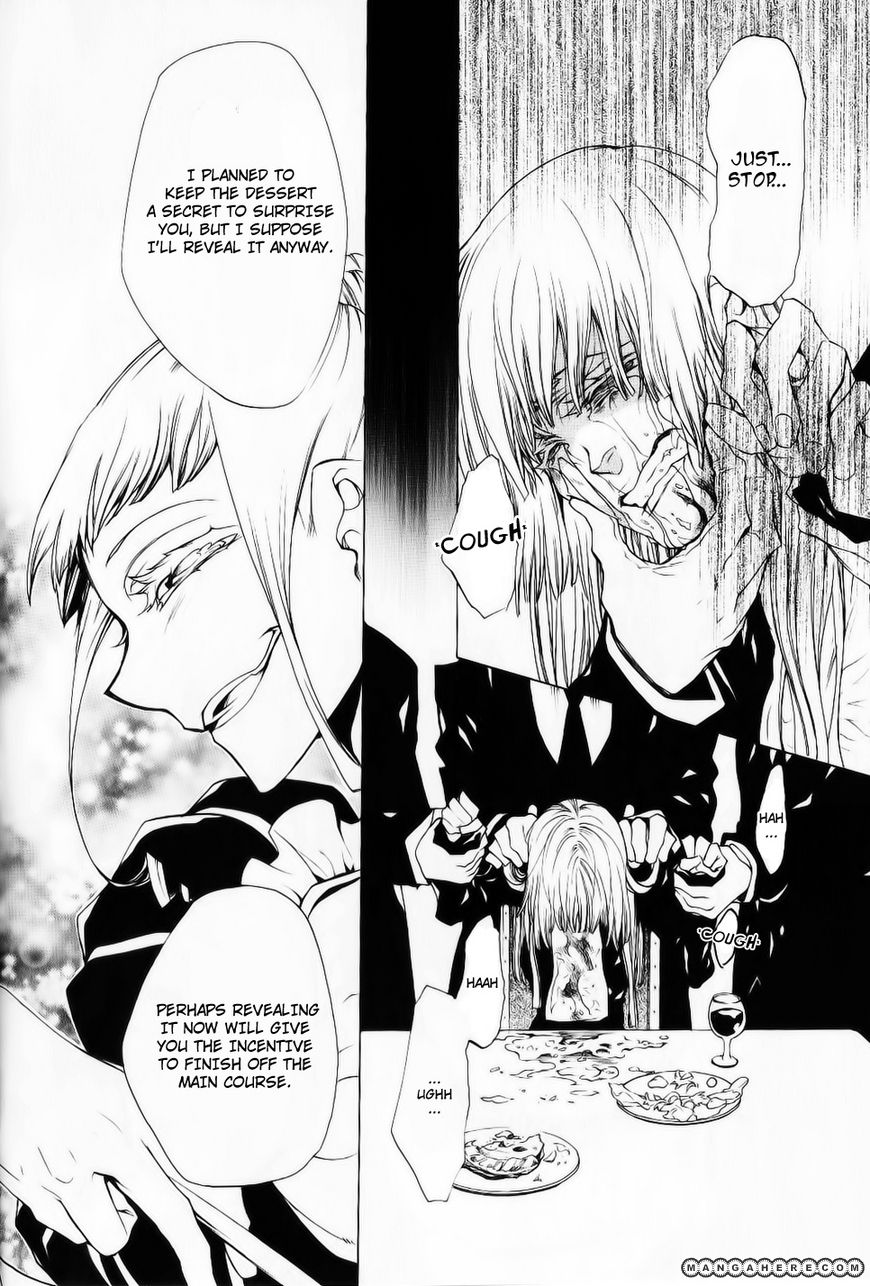 JUST...
STOP...
·COUGH·
HAH
...
·COUGH·
HAAH
...
UGHH
...
I PLANNED TO
KEEP THE DESSERT
A SECRET TO SURPRISE
YOU, BUT I SUPPOSE
I'LL REVEAL IT ANYWAY.
PERHAPS REVEALING
IT NOW WILL GIVE
YOU THE INCENTIVE
TO FINISH OFF THE
MAIN COURSE.
MANGAHERE.COM